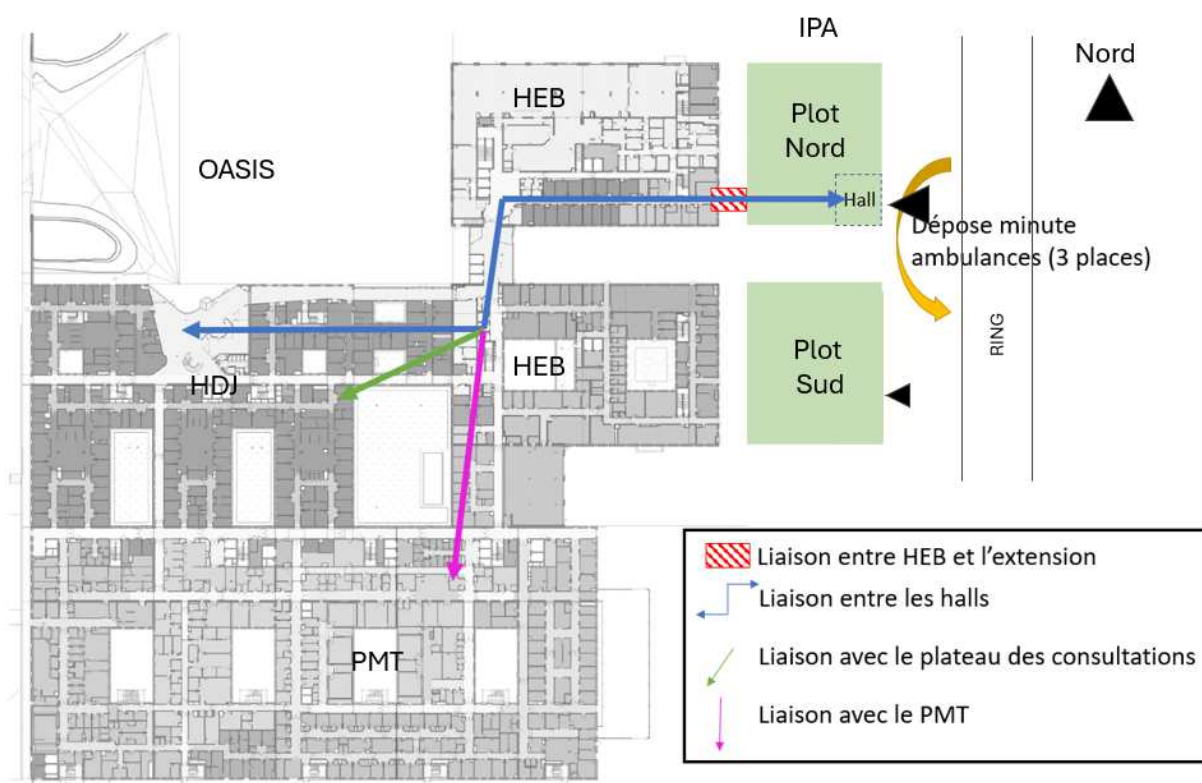 IPA
Nord
HEB
Plot
Nord
OASIS
Hall
Dépose minute
ambulances (3 places)
HEB
Plot
Sud
RING
HDJ
PMT
Liaison entre HEB et l’extension
Liaison entre les halls
Liaison avec le plateau des consultations
Liaison avec le PMT